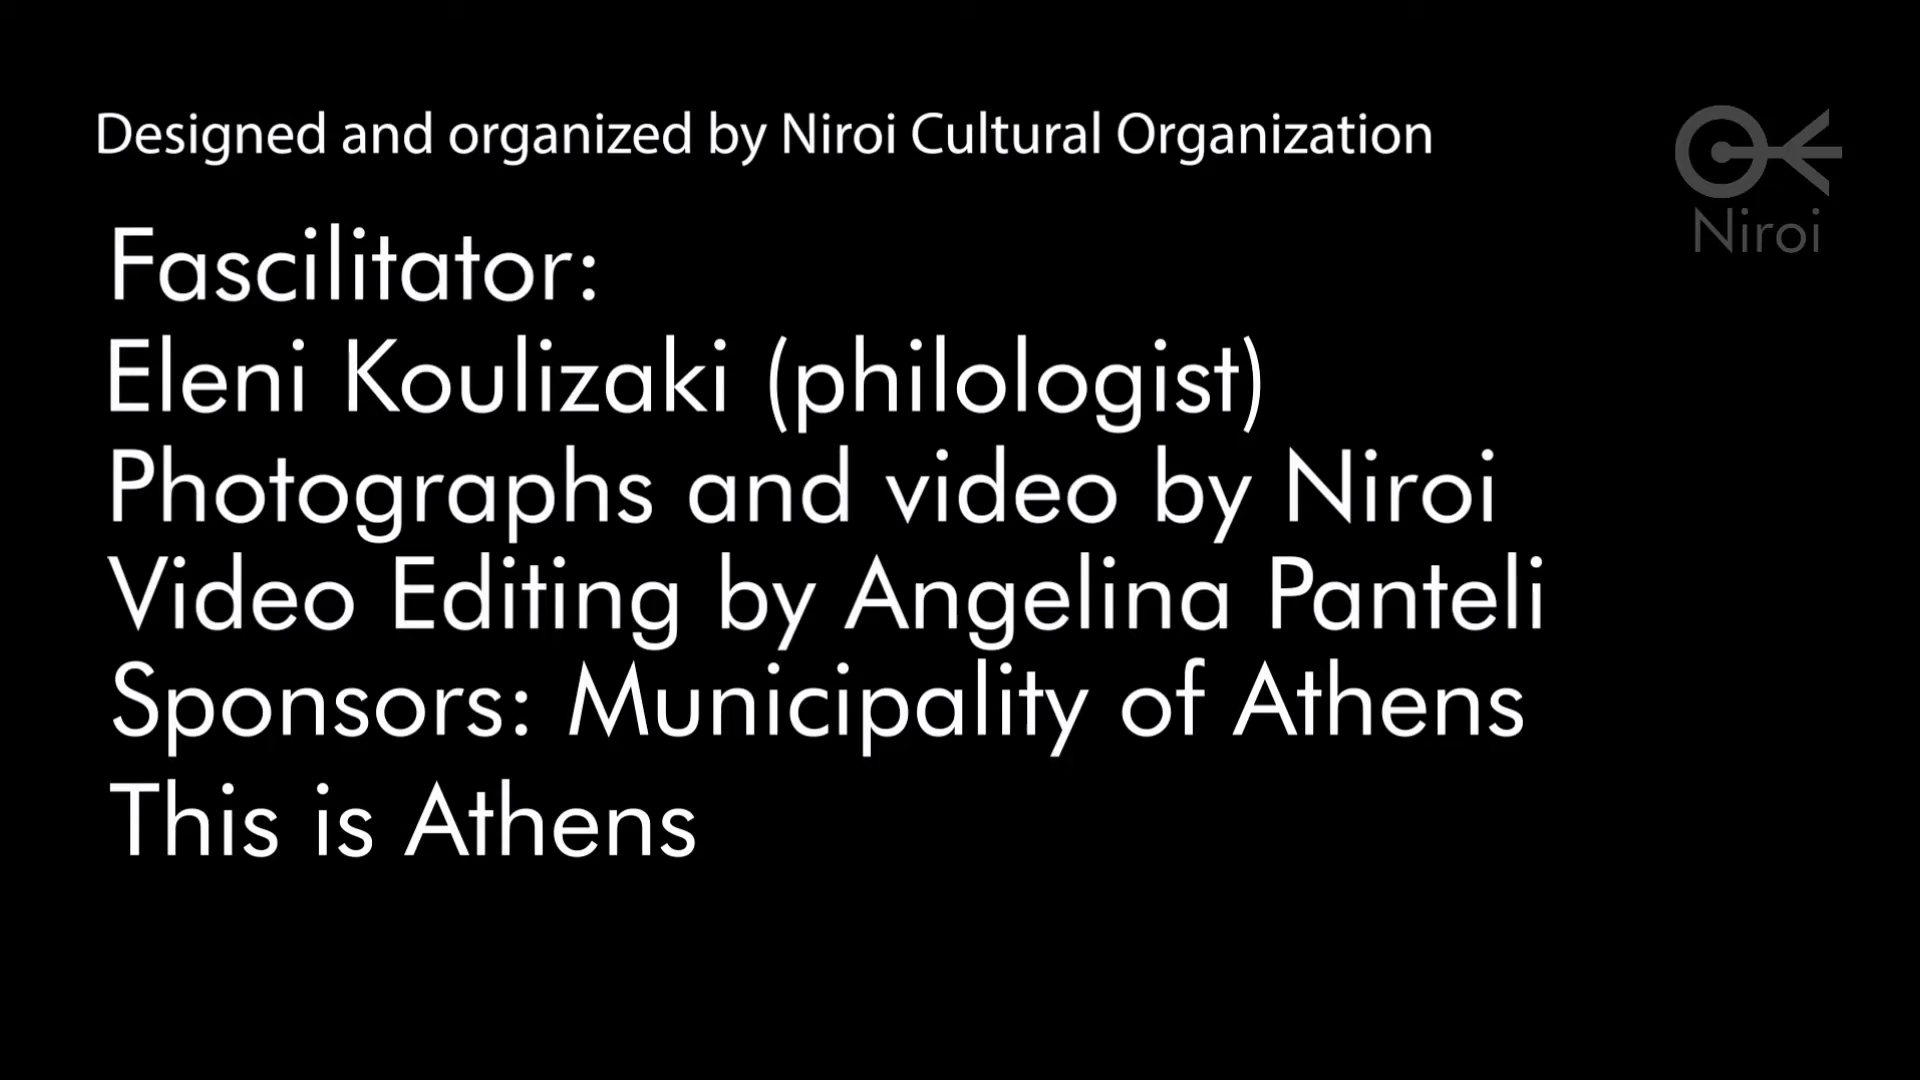 Designed and organized by Niroi Cultural Organization
Niroi
Fascilitator:
Eleni Koulizaki (philologist)
Photographs and video by Niroi
Video Editing by Angelina Panteli
Sponsors: Municipality of Athens
This is Athens